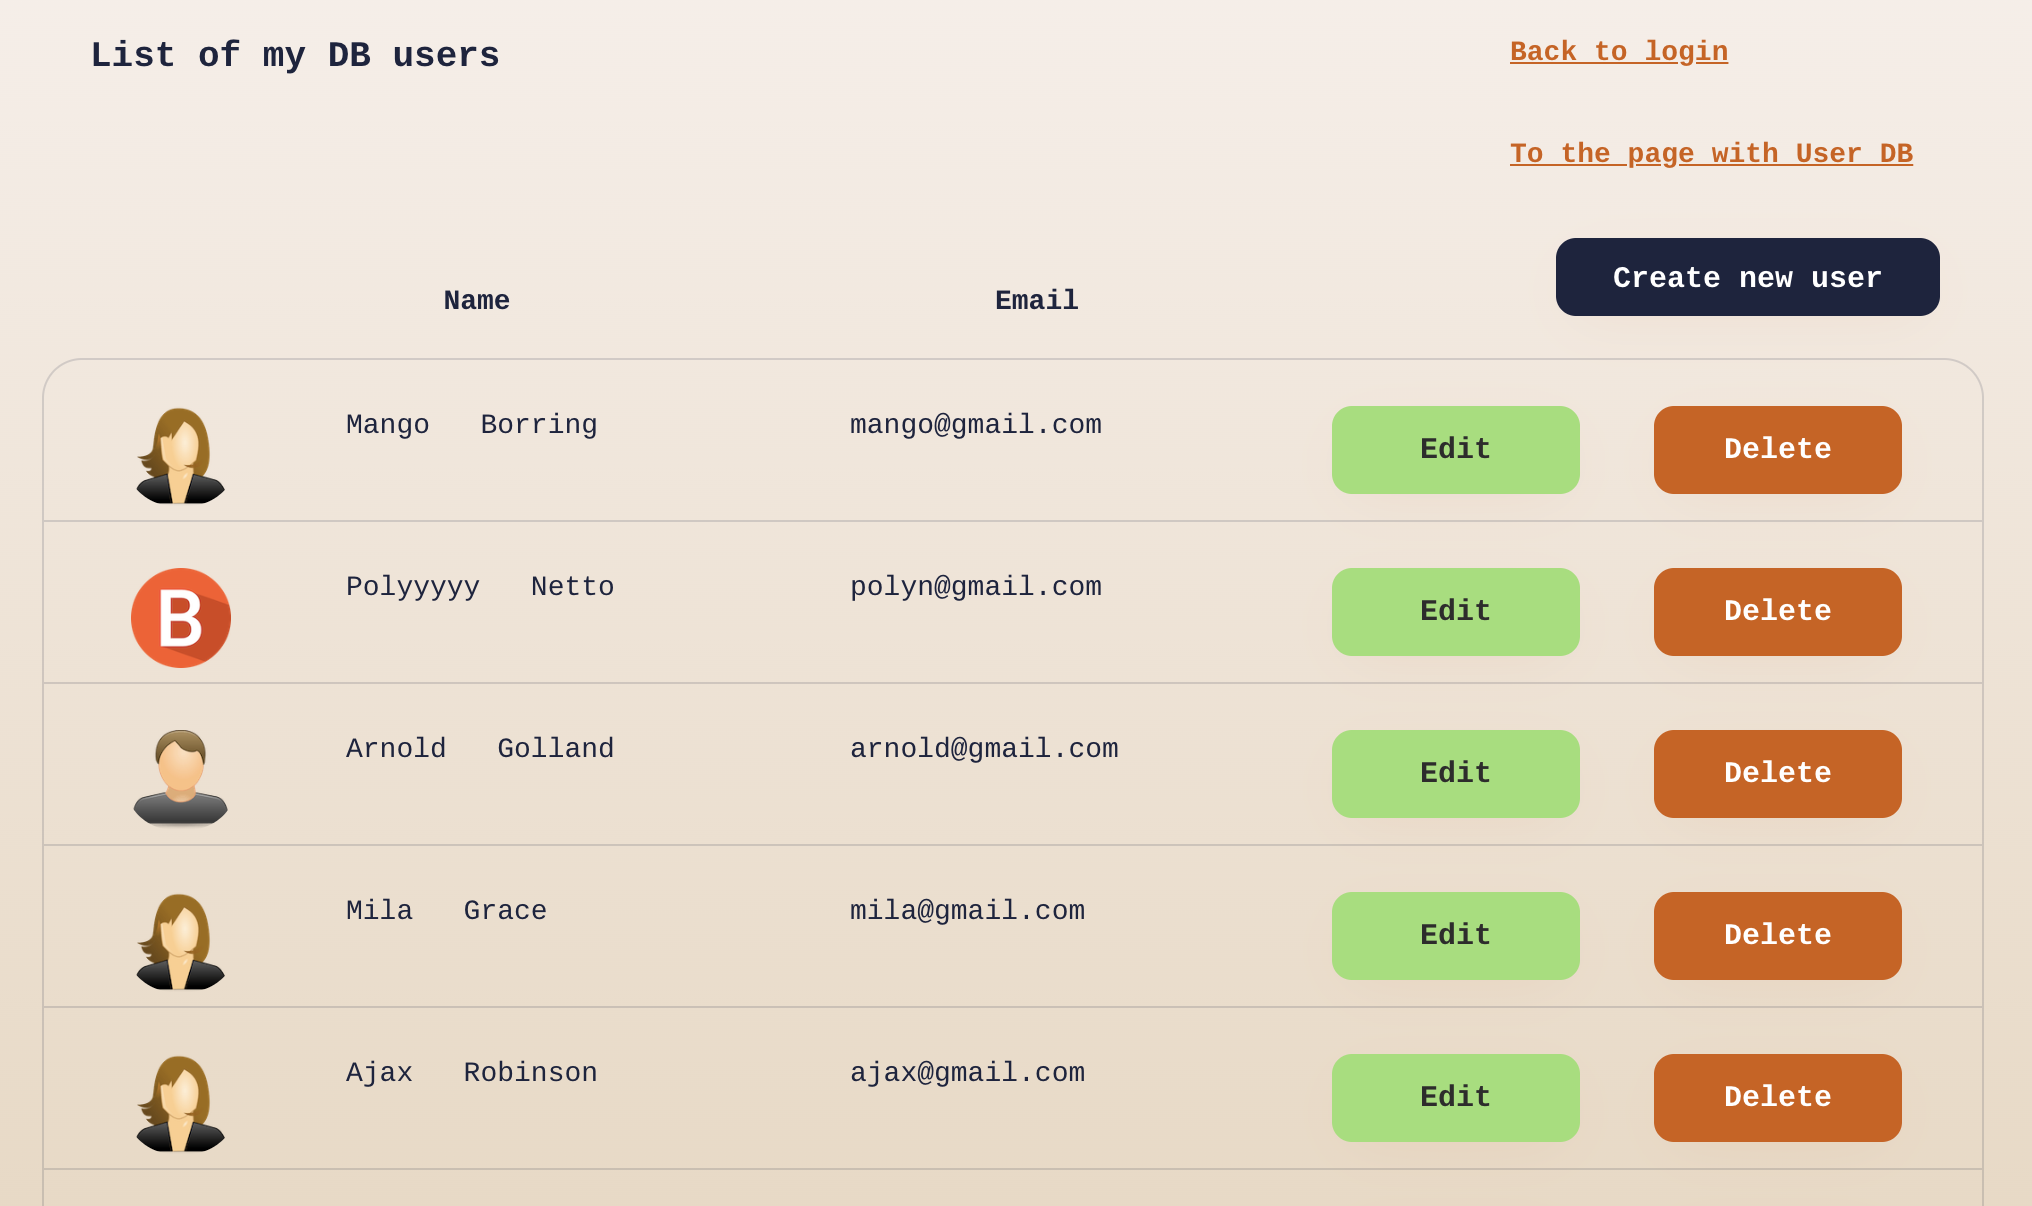 List of my DB users
Back to login
To the page with User DB
Create new user
Name Email
Mango Borring mango@gmail.com Edit Delete
B
Polyyyyy Netto polyn@gmail.com Edit Delete
Arnold Golland arnold@gmail.com Edit Delete
Mila Grace mila@gmail.com Edit Delete
Ajax Robinson ajax@gmail.com Edit Delete